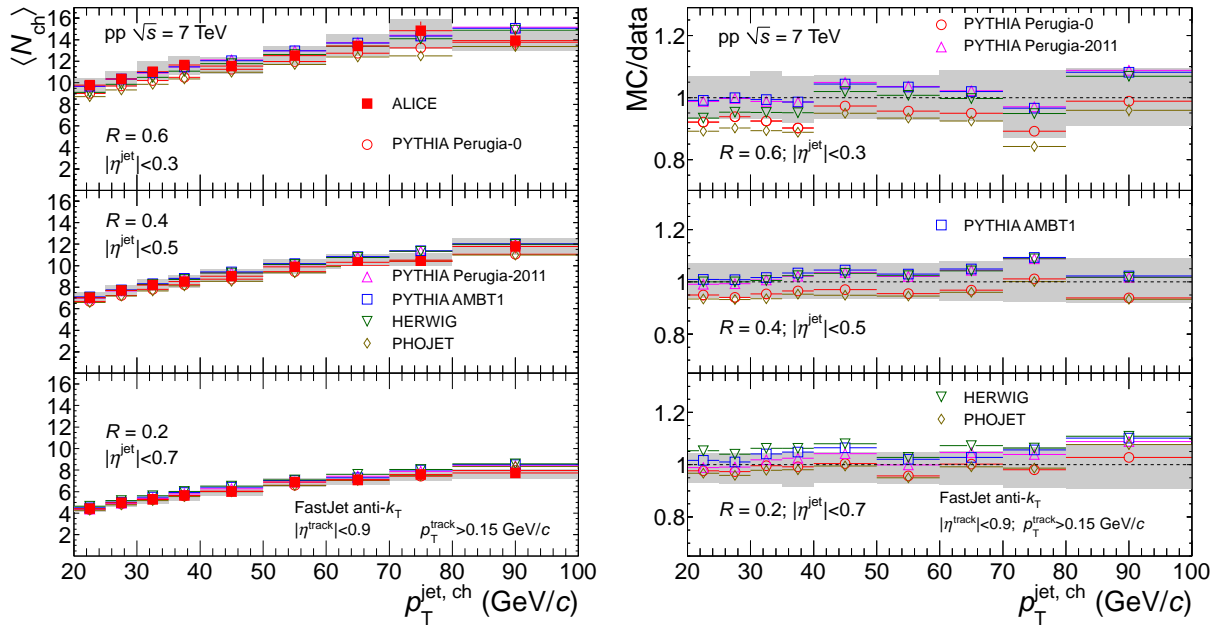 ⟨N_ch⟩
pp √s = 7 TeV
16
14
12
10
8
6
4
2
ALICE
PYTHIA Perugia-0
R = 0.6
|η^jet|<0.3
16
14
12
10
8
6
4
2
R = 0.4
|η^jet|<0.5
PYTHIA Perugia-2011
PYTHIA AMBT1
HERWIG
PHOJET
16
14
12
10
8
6
4
2
R = 0.2
|η^jet|<0.7
FastJet anti-k_T
|η^track|<0.9 p_T^track>0.15 GeV/c
20 30 40 50 60 70 80 90 100
p_T^jet, ch (GeV/c)
MC/data
pp √s = 7 TeV
PYTHIA Perugia-0
PYTHIA Perugia-2011
1.2
1
0.8
R = 0.6; |η^jet|<0.3
PYTHIA AMBT1
1.2
1
0.8
R = 0.4; |η^jet|<0.5
HERWIG
PHOJET
1.2
1
0.8
FastJet anti-k_T
R = 0.2; |η^jet|<0.7
|η^track|<0.9; p_T^track>0.15 GeV/c
20 30 40 50 60 70 80 90 100
p_T^jet, ch (GeV/c)